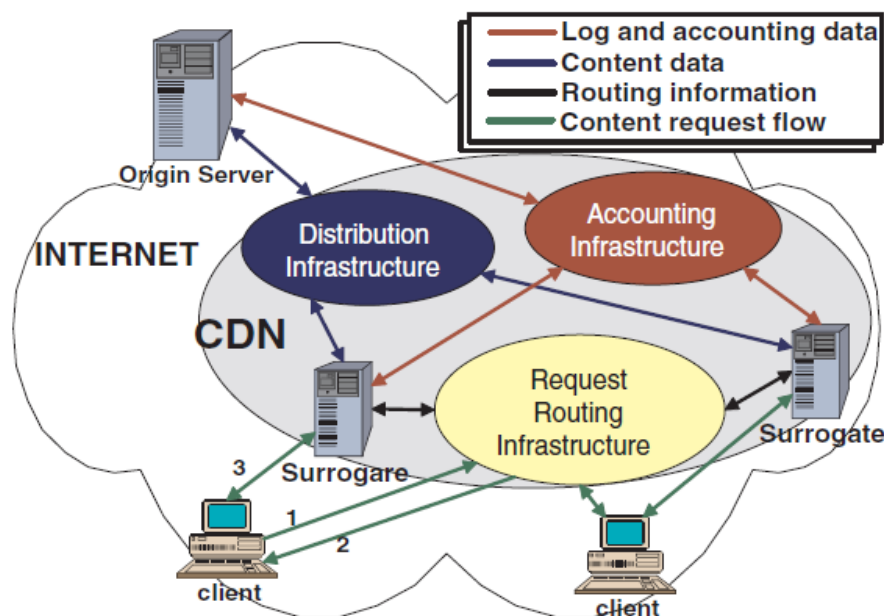 Log and accounting data
Content data
Routing information
Content request flow
Origin Server
INTERNET
Distribution
Infrastructure
Accounting
Infrastructure
CDN
Request
Routing
Infrastructure
Surrogare
Surrogate
3
1
2
client
client